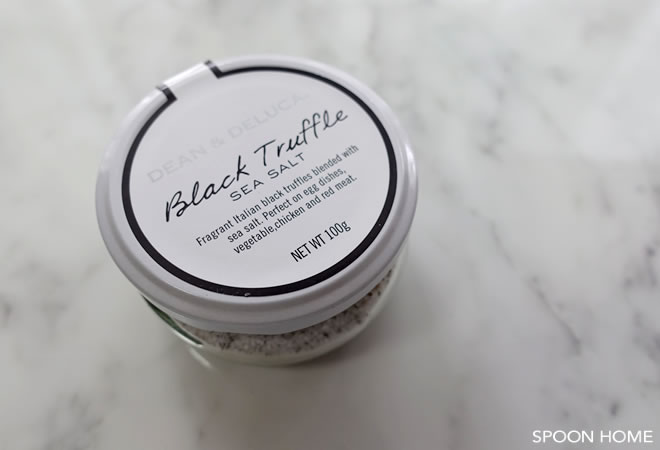 DEAN & DELUCA
Black Truffle
SEA SALT
Fragrant Italian black truffles blended with
sea salt. Perfect on egg dishes,
vegetable,chicken and red meat.
NET WT 100g
SPOON HOME